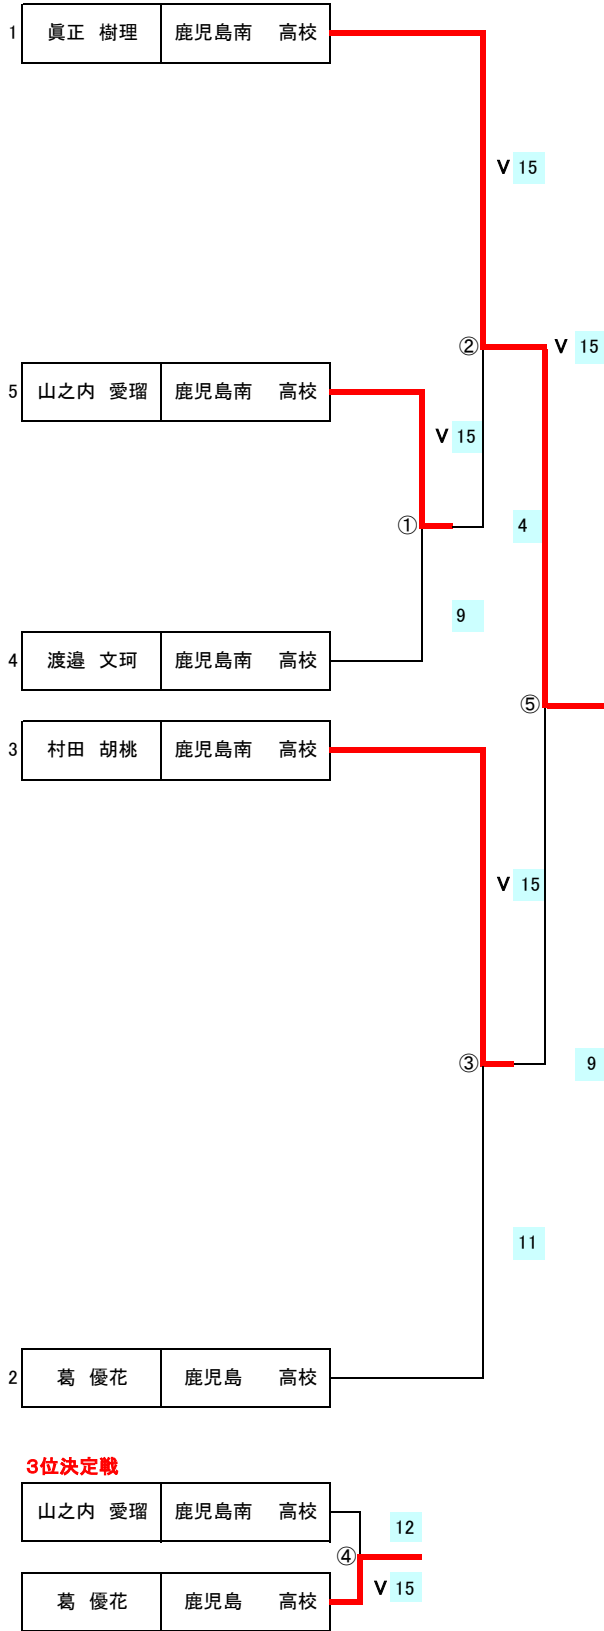 1 眞正 樹理 鹿児島南 高校
V 15
② V 15
5 山之内 愛瑠 鹿児島南 高校
V 15
① 4
9
4 渡邉 文珂 鹿児島南 高校
⑤
3 村田 胡桃 鹿児島南 高校
V 15
③ 9
11
2 葛 優花 鹿児島 高校
3位決定戦
山之内 愛瑠 鹿児島南 高校
12
④
V 15
葛 優花 鹿児島 高校